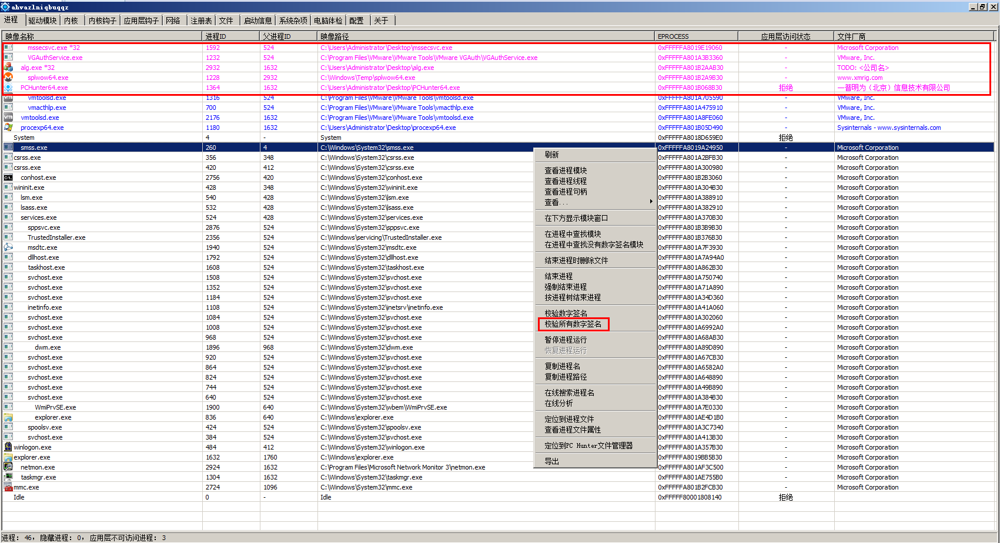 ahvazlniqbuqqz
进程 驱动模块 内核 内核钩子 应用层钩子 网络 注册表 文件 启动信息 系统杂项 电脑体检 配置 关于
映像名称 进程ID 父进程ID 映像路径 EPROCESS 应用层访问状态 文件厂商
mssecsvc.exe *32 1592 524 C:\Users\Administrator\Desktop\mssecsvc.exe 0xFFFFFA8019E19060 - Microsoft Corporation
VGAuthService.exe 1232 524 C:\Program Files\VMware\VMware Tools\VMware VGAuth\VGAuthService.exe 0xFFFFFA801A3B3360 - VMware, Inc.
alg.exe *32 2932 1632 C:\Users\Administrator\Desktop\alg.exe 0xFFFFFA801B2AAB30 - TODO: <公司名>
splwow64.exe 1228 2932 C:\Windows\Temp\splwow64.exe 0xFFFFFA801B2A9B30 - www.xmrig.com
PCHunter64.exe 1364 1632 C:\Users\Administrator\Desktop\PCHunter64.exe 0xFFFFFA801B068B30 拒绝 一普明为（北京）信息技术有限公司
vmtoolsd.exe 1316 524 C:\Program Files\VMware\VMware Tools\vmtoolsd.exe 0xFFFFFA801A705590 - VMware, Inc.
vmacthlp.exe 700 524 C:\Program Files\VMware\VMware Tools\vmacthlp.exe 0xFFFFFA801A475910 - VMware, Inc.
vmtoolsd.exe 2176 1632 C:\Program Files\VMware\VMware Tools\vmtoolsd.exe 0xFFFFFA801A8FE060 - VMware, Inc.
procexp64.exe 1180 1632 C:\Users\Administrator\Desktop\procexp64.exe 0xFFFFFA801B05D490 - Sysinternals - www.sysinternals.com
System 4 - System 0xFFFFFA8018D659E0 拒绝
smss.exe 260 4 C:\Windows\System32\smss.exe 0xFFFFFA8019A24950 - Microsoft Corporation
csrss.exe 356 348 C:\Windows\System32\csrss.exe 0xFFFFFA801A2BFB30 - Microsoft Corporation
csrss.exe 420 412 C:\Windows\System32\csrss.exe 0xFFFFFA801A300980 - Microsoft Corporation
conhost.exe 2756 420 C:\Windows\System32\conhost.exe 0xFFFFFA801B2B3060 - Microsoft Corporation
wininit.exe 428 348 C:\Windows\System32\wininit.exe 0xFFFFFA801A304B30 - Microsoft Corporation
lsm.exe 540 428 C:\Windows\System32\lsm.exe 0xFFFFFA801A388910 - Microsoft Corporation
lsass.exe 532 428 C:\Windows\System32\lsass.exe 0xFFFFFA801A382910 - Microsoft Corporation
services.exe 524 428 C:\Windows\System32\services.exe 0xFFFFFA801A370B30 - Microsoft Corporation
sppsvc.exe 2876 524 C:\Windows\System32\sppsvc.exe 0xFFFFFA801B3B9B30 - Microsoft Corporation
TrustedInstaller.exe 2356 524 C:\Windows\servicing\TrustedInstaller.exe 0xFFFFFA801B376B30 - Microsoft Corporation
msdtc.exe 1940 524 C:\Windows\System32\msdtc.exe 0xFFFFFA801A7F3930 - Microsoft Corporation
dllhost.exe 1792 524 C:\Windows\System32\dllhost.exe 0xFFFFFA801A7A94A0 - Microsoft Corporation
taskhost.exe 1608 524 C:\Windows\System32\taskhost.exe 0xFFFFFA801A862B30 - Microsoft Corporation
svchost.exe 1508 524 C:\Windows\System32\svchost.exe 0xFFFFFA801A750740 - Microsoft Corporation
svchost.exe 1352 524 C:\Windows\System32\svchost.exe 0xFFFFFA801A71A890 - Microsoft Corporation
svchost.exe 1184 524 C:\Windows\System32\svchost.exe 0xFFFFFA801A34D360 - Microsoft Corporation
inetinfo.exe 1108 524 C:\Windows\System32\inetsrv\inetinfo.exe 0xFFFFFA801A41A060 - Microsoft Corporation
svchost.exe 1084 524 C:\Windows\System32\svchost.exe 0xFFFFFA801A302060 - Microsoft Corporation
svchost.exe 1008 524 C:\Windows\System32\svchost.exe 0xFFFFFA801A6992A0 - Microsoft Corporation
svchost.exe 968 524 C:\Windows\System32\svchost.exe 0xFFFFFA801A68AB30 - Microsoft Corporation
dwm.exe 1896 968 C:\Windows\System32\dwm.exe 0xFFFFFA801A89D890 - Microsoft Corporation
svchost.exe 920 524 C:\Windows\System32\svchost.exe 0xFFFFFA801A67CB30 - Microsoft Corporation
svchost.exe 864 524 C:\Windows\System32\svchost.exe 0xFFFFFA801A6582A0 - Microsoft Corporation
svchost.exe 824 524 C:\Windows\System32\svchost.exe 0xFFFFFA801A648890 - Microsoft Corporation
svchost.exe 744 524 C:\Windows\System32\svchost.exe 0xFFFFFA801A49B890 - Microsoft Corporation
svchost.exe 640 524 C:\Windows\System32\svchost.exe 0xFFFFFA801A384B30 - Microsoft Corporation
WmiPrvSE.exe 1900 640 C:\Windows\System32\wbem\WmiPrvSE.exe 0xFFFFFA801A7E0330 - Microsoft Corporation
explorer.exe 836 640 C:\Windows\explorer.exe 0xFFFFFA801AE4D1B0 - Microsoft Corporation
spoolsv.exe 424 524 C:\Windows\System32\spoolsv.exe 0xFFFFFA801A3C7340 - Microsoft Corporation
svchost.exe 384 524 C:\Windows\System32\svchost.exe 0xFFFFFA801A413B30 - Microsoft Corporation
winlogon.exe 484 412 C:\Windows\System32\winlogon.exe 0xFFFFFA801A357B30 - Microsoft Corporation
explorer.exe 1632 1760 C:\Windows\explorer.exe 0xFFFFFA8019BB5B30 - Microsoft Corporation
netmon.exe 2924 1632 C:\Program Files\Microsoft Network Monitor 3\netmon.exe 0xFFFFFA801AF3C500 - Microsoft Corporation
taskmgr.exe 1304 1632 C:\Windows\System32\taskmgr.exe 0xFFFFFA801AE755B0 - Microsoft Corporation
mmc.exe 2724 1096 C:\Windows\System32\mmc.exe 0xFFFFFA801B2FCB30 - Microsoft Corporation
Idle 0 - Idle 0xFFFFF80001808140 拒绝
刷新
查看进程模块
查看进程线程
查看进程句柄
查看...
在下方显示模块窗口
在进程中查找模块
在进程中查找没有数字签名模块
结束进程时删除文件
结束进程
强制结束进程
按进程树结束进程
校验数字签名
校验所有数字签名
暂停进程运行
恢复进程运行
复制进程名
复制进程路径
在线搜索进程名
在线分析
定位到进程文件
查看进程文件属性
定位到PC Hunter文件管理器
导出
进程: 46, 隐藏进程: 0, 应用层不可访问进程: 3